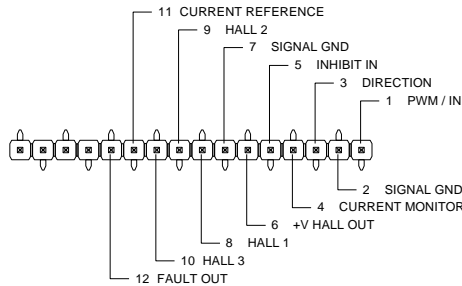 11 CURRENT REFERENCE
9 HALL 2
7 SIGNAL GND
5 INHIBIT IN
3 DIRECTION
1 PWM / IN
2 SIGNAL GND
4 CURRENT MONITOR
6 +V HALL OUT
8 HALL 1
10 HALL 3
12 FAULT OUT